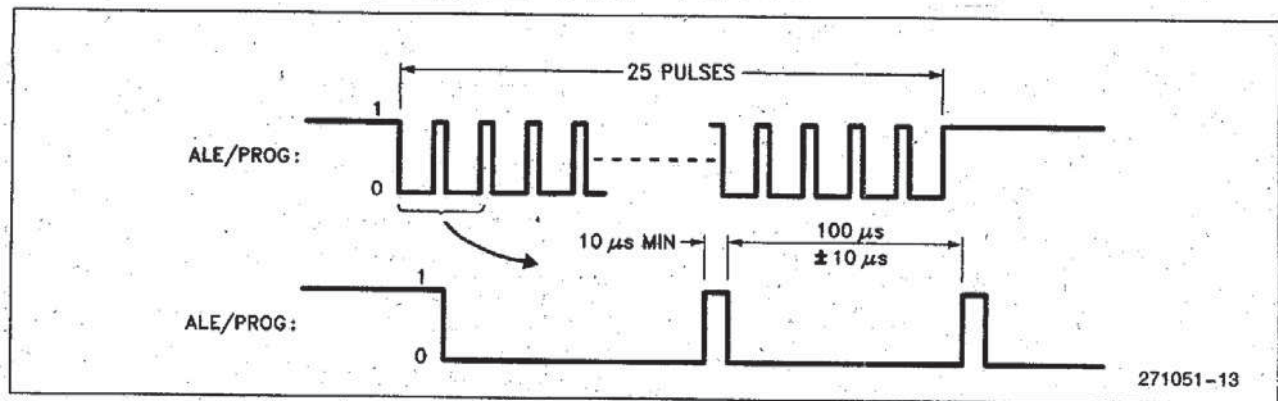 25 PULSES
1
ALE/PROG:
0
10 µs MIN
100 µs
± 10 µs
1
ALE/PROG:
0
271051-13